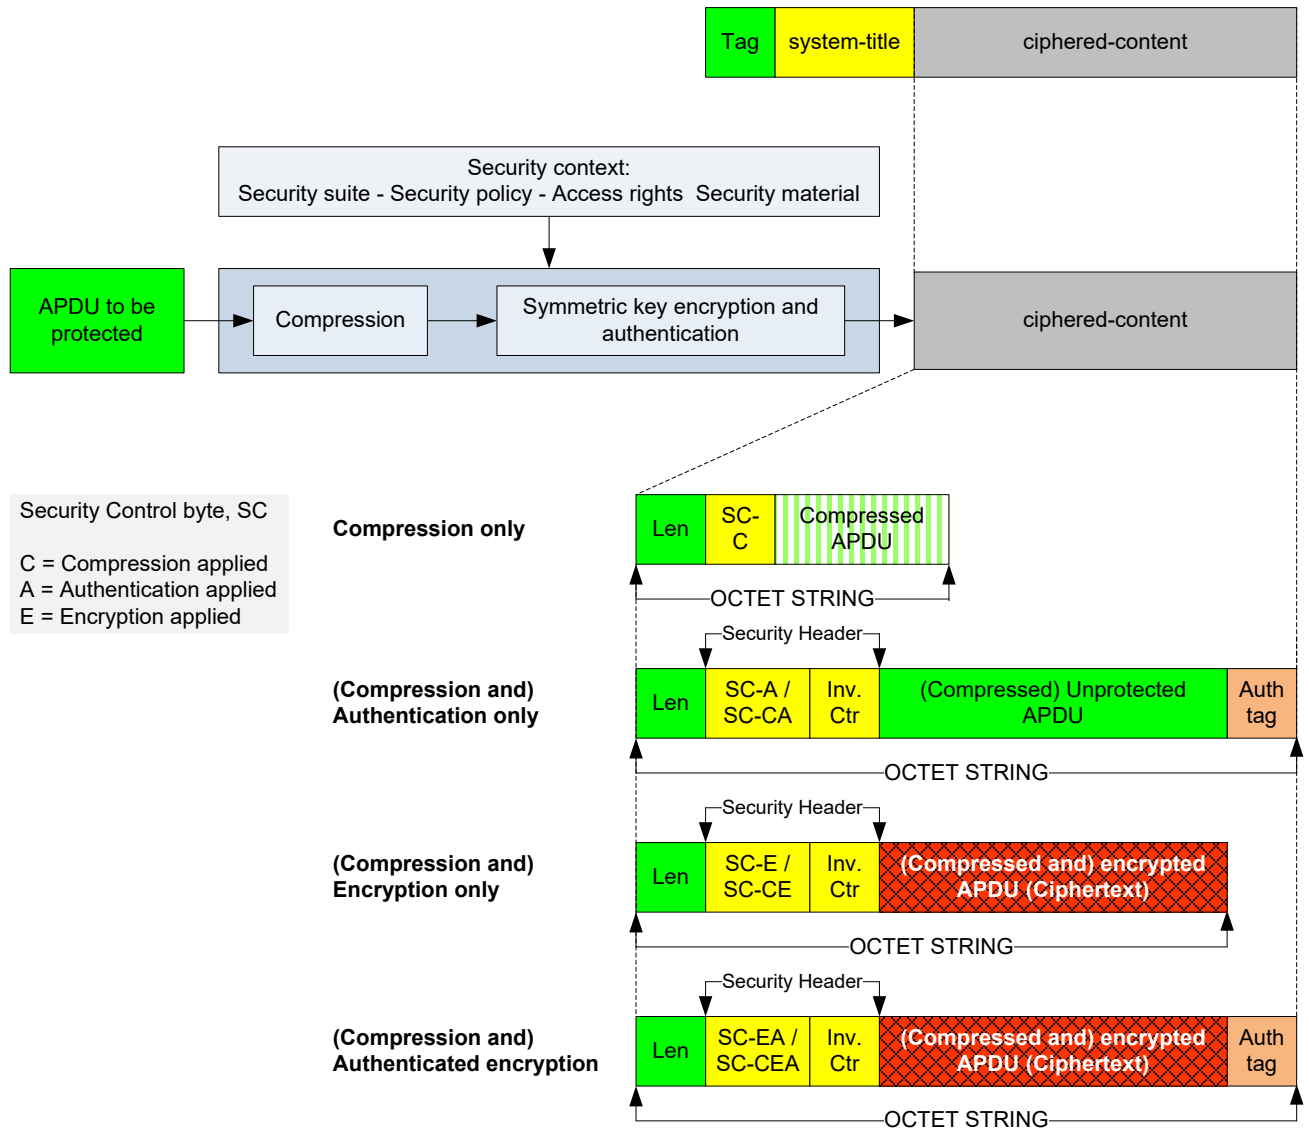 Tag
system-title
ciphered-content
Security context:
Security suite - Security policy - Access rights  Security material
APDU to be
protected
Compression
Symmetric key encryption and
authentication
ciphered-content
Security Control byte, SC
C = Compression applied
A = Authentication applied
E = Encryption applied
Compression only
Len
SC-
C
Compressed
APDU
OCTET STRING
Security Header
(Compression and)
Authentication only
Len
SC-A /
SC-CA
Inv.
Ctr
(Compressed) Unprotected
APDU
Auth
tag
OCTET STRING
Security Header
(Compression and)
Encryption only
Len
SC-E /
SC-CE
Inv.
Ctr
(Compressed and) encrypted
APDU (Ciphertext)
OCTET STRING
Security Header
(Compression and)
Authenticated encryption
Len
SC-EA /
SC-CEA
Inv.
Ctr
(Compressed and) encrypted
APDU (Ciphertext)
Auth
tag
OCTET STRING